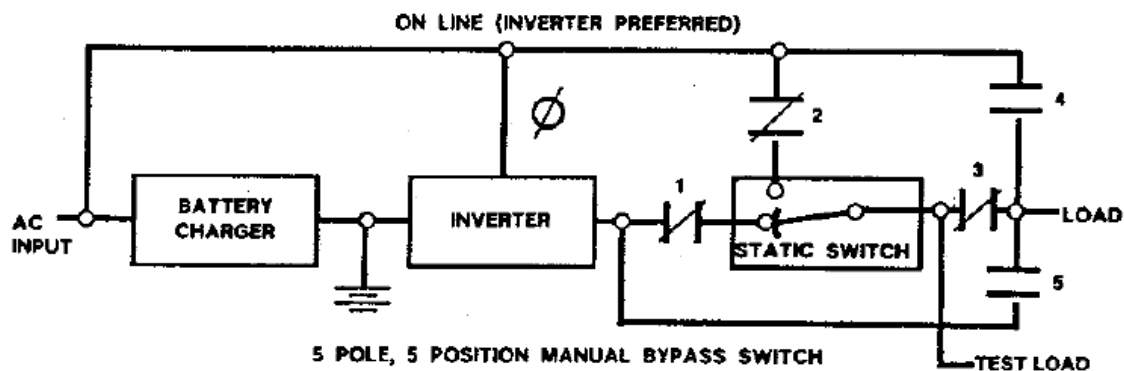 ON LINE (INVERTER PREFERRED)
4
2
Ø
3
1
BATTERY
CHARGER
INVERTER
AC
INPUT
LOAD
STATIC SWITCH
5
5 POLE, 5 POSITION MANUAL BYPASS SWITCH
TEST LOAD